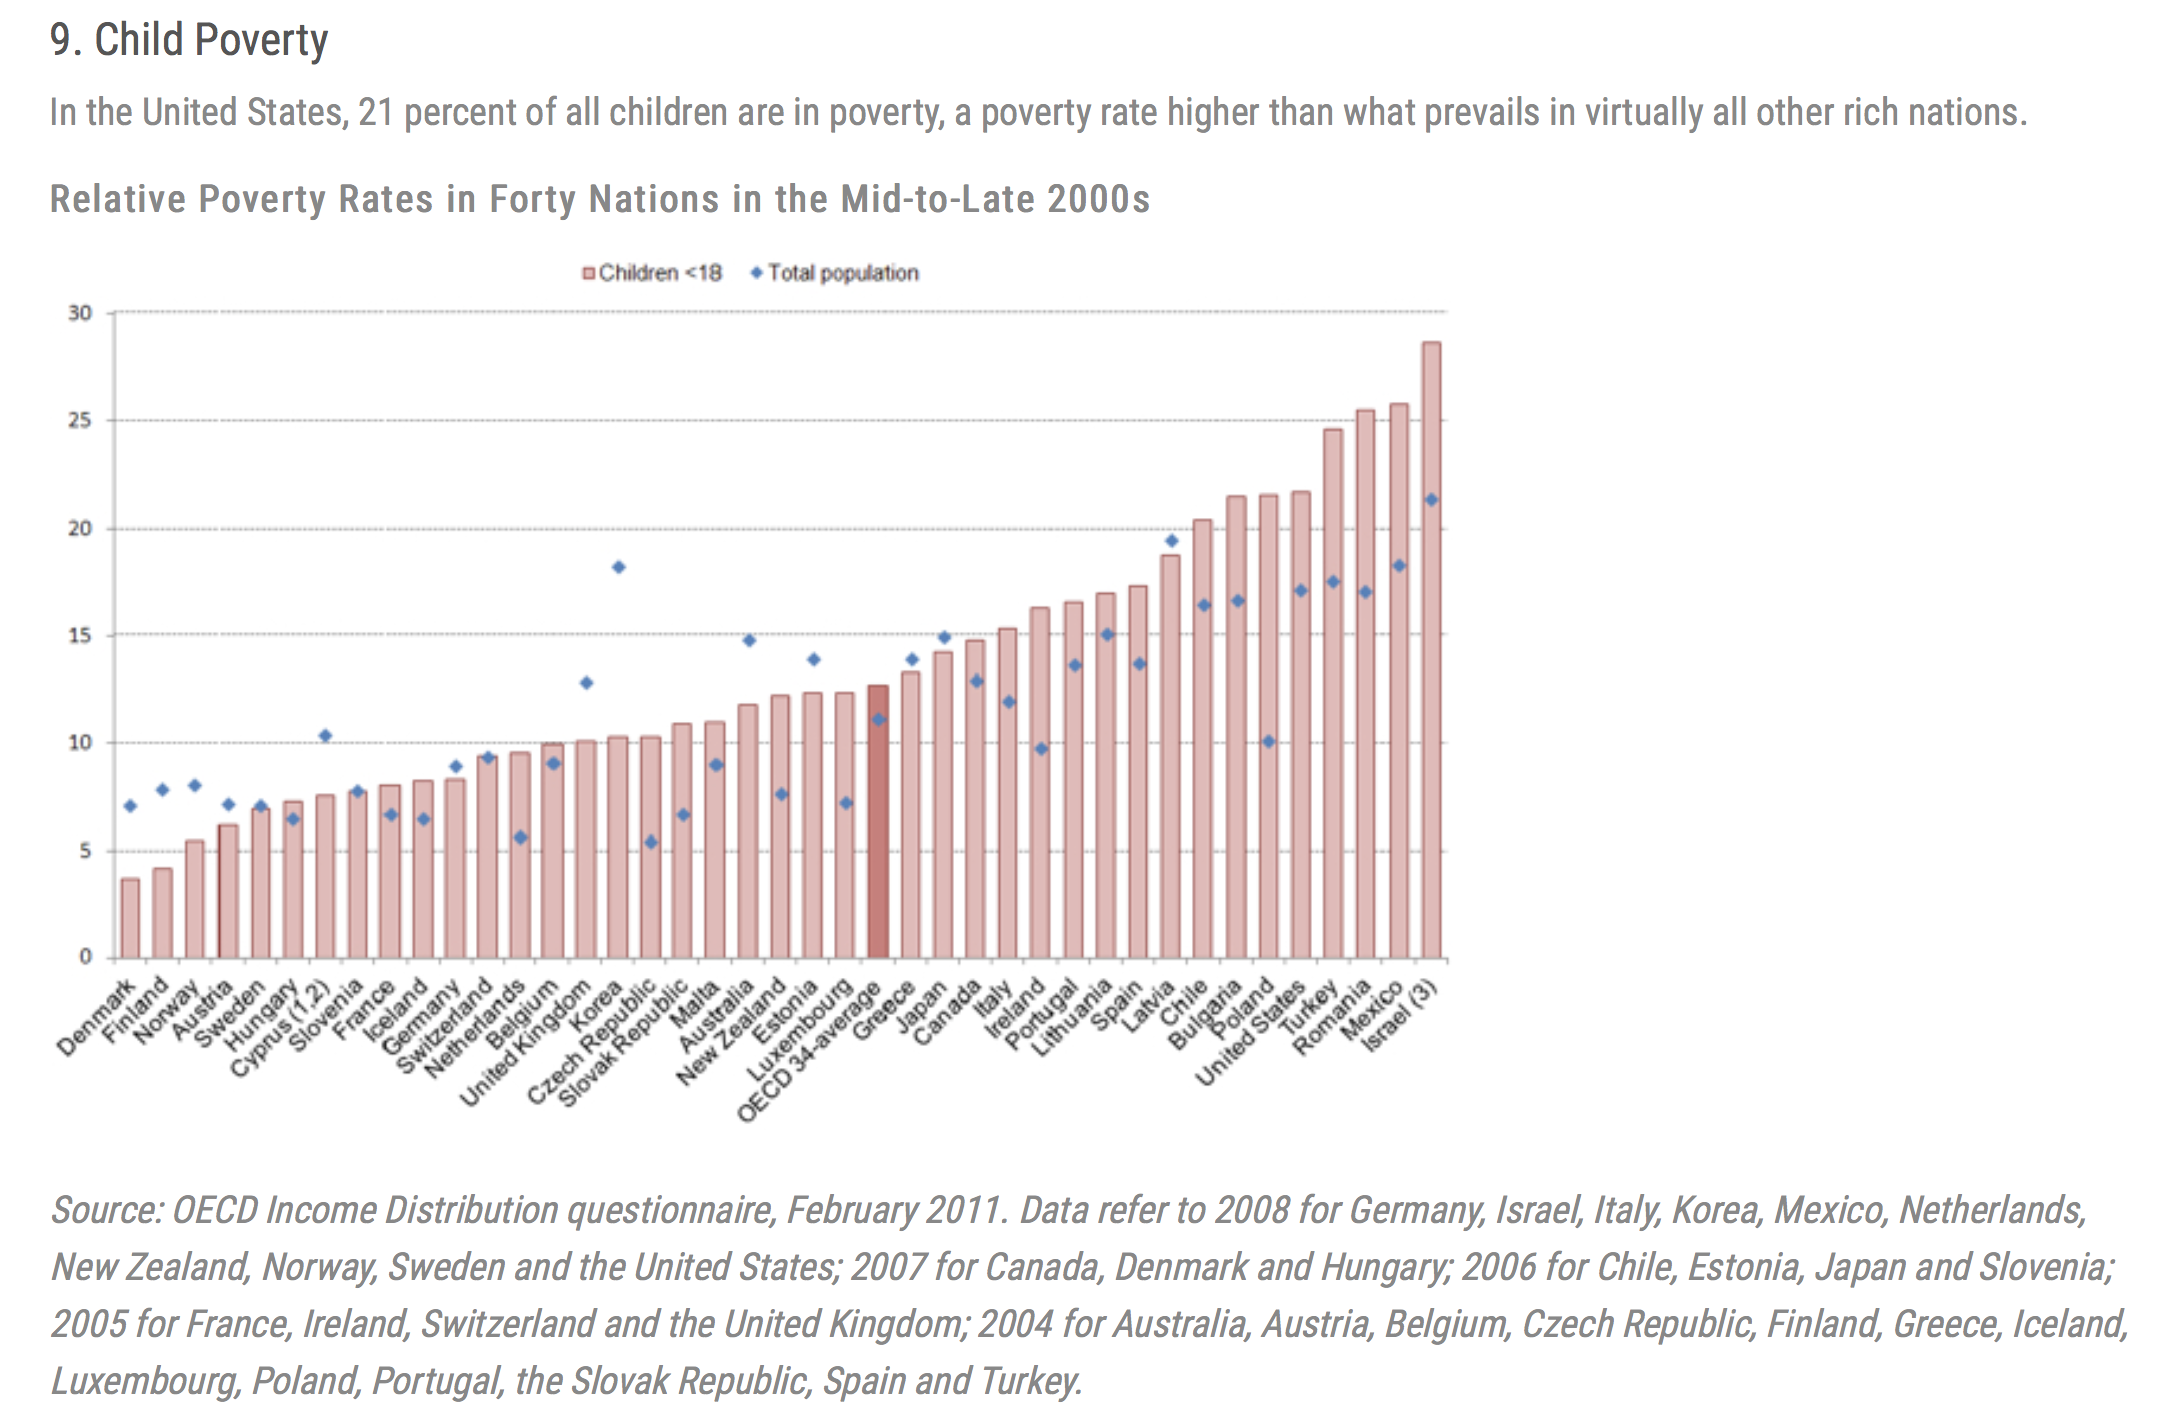 9. Child Poverty
In the United States, 21 percent of all children are in poverty, a poverty rate higher than what prevails in virtually all other rich nations.
Relative Poverty Rates in Forty Nations in the Mid-to-Late 2000s
Children <18 Total population
30
25
20
15
10
5
0
Denmark
Finland
Norway
Austria
Sweden
Hungary
Cyprus (1,2)
Slovenia
France
Iceland
Germany
Switzerland
Netherlands
Belgium
United Kingdom
Korea
Czech Republic
Slovak Republic
Malta
Australia
New Zealand
Estonia
Luxembourg
OECD 34-average
Greece
Japan
Canada
Italy
Ireland
Portugal
Lithuania
Spain
Latvia
Chile
Bulgaria
Poland
United States
Turkey
Romania
Mexico
Israel (3)
Source: OECD Income Distribution questionnaire, February 2011. Data refer to 2008 for Germany, Israel, Italy, Korea, Mexico, Netherlands,
New Zealand, Norway, Sweden and the United States; 2007 for Canada, Denmark and Hungary; 2006 for Chile, Estonia, Japan and Slovenia;
2005 for France, Ireland, Switzerland and the United Kingdom; 2004 for Australia, Austria, Belgium, Czech Republic, Finland, Greece, Iceland,
Luxembourg, Poland, Portugal, the Slovak Republic, Spain and Turkey.